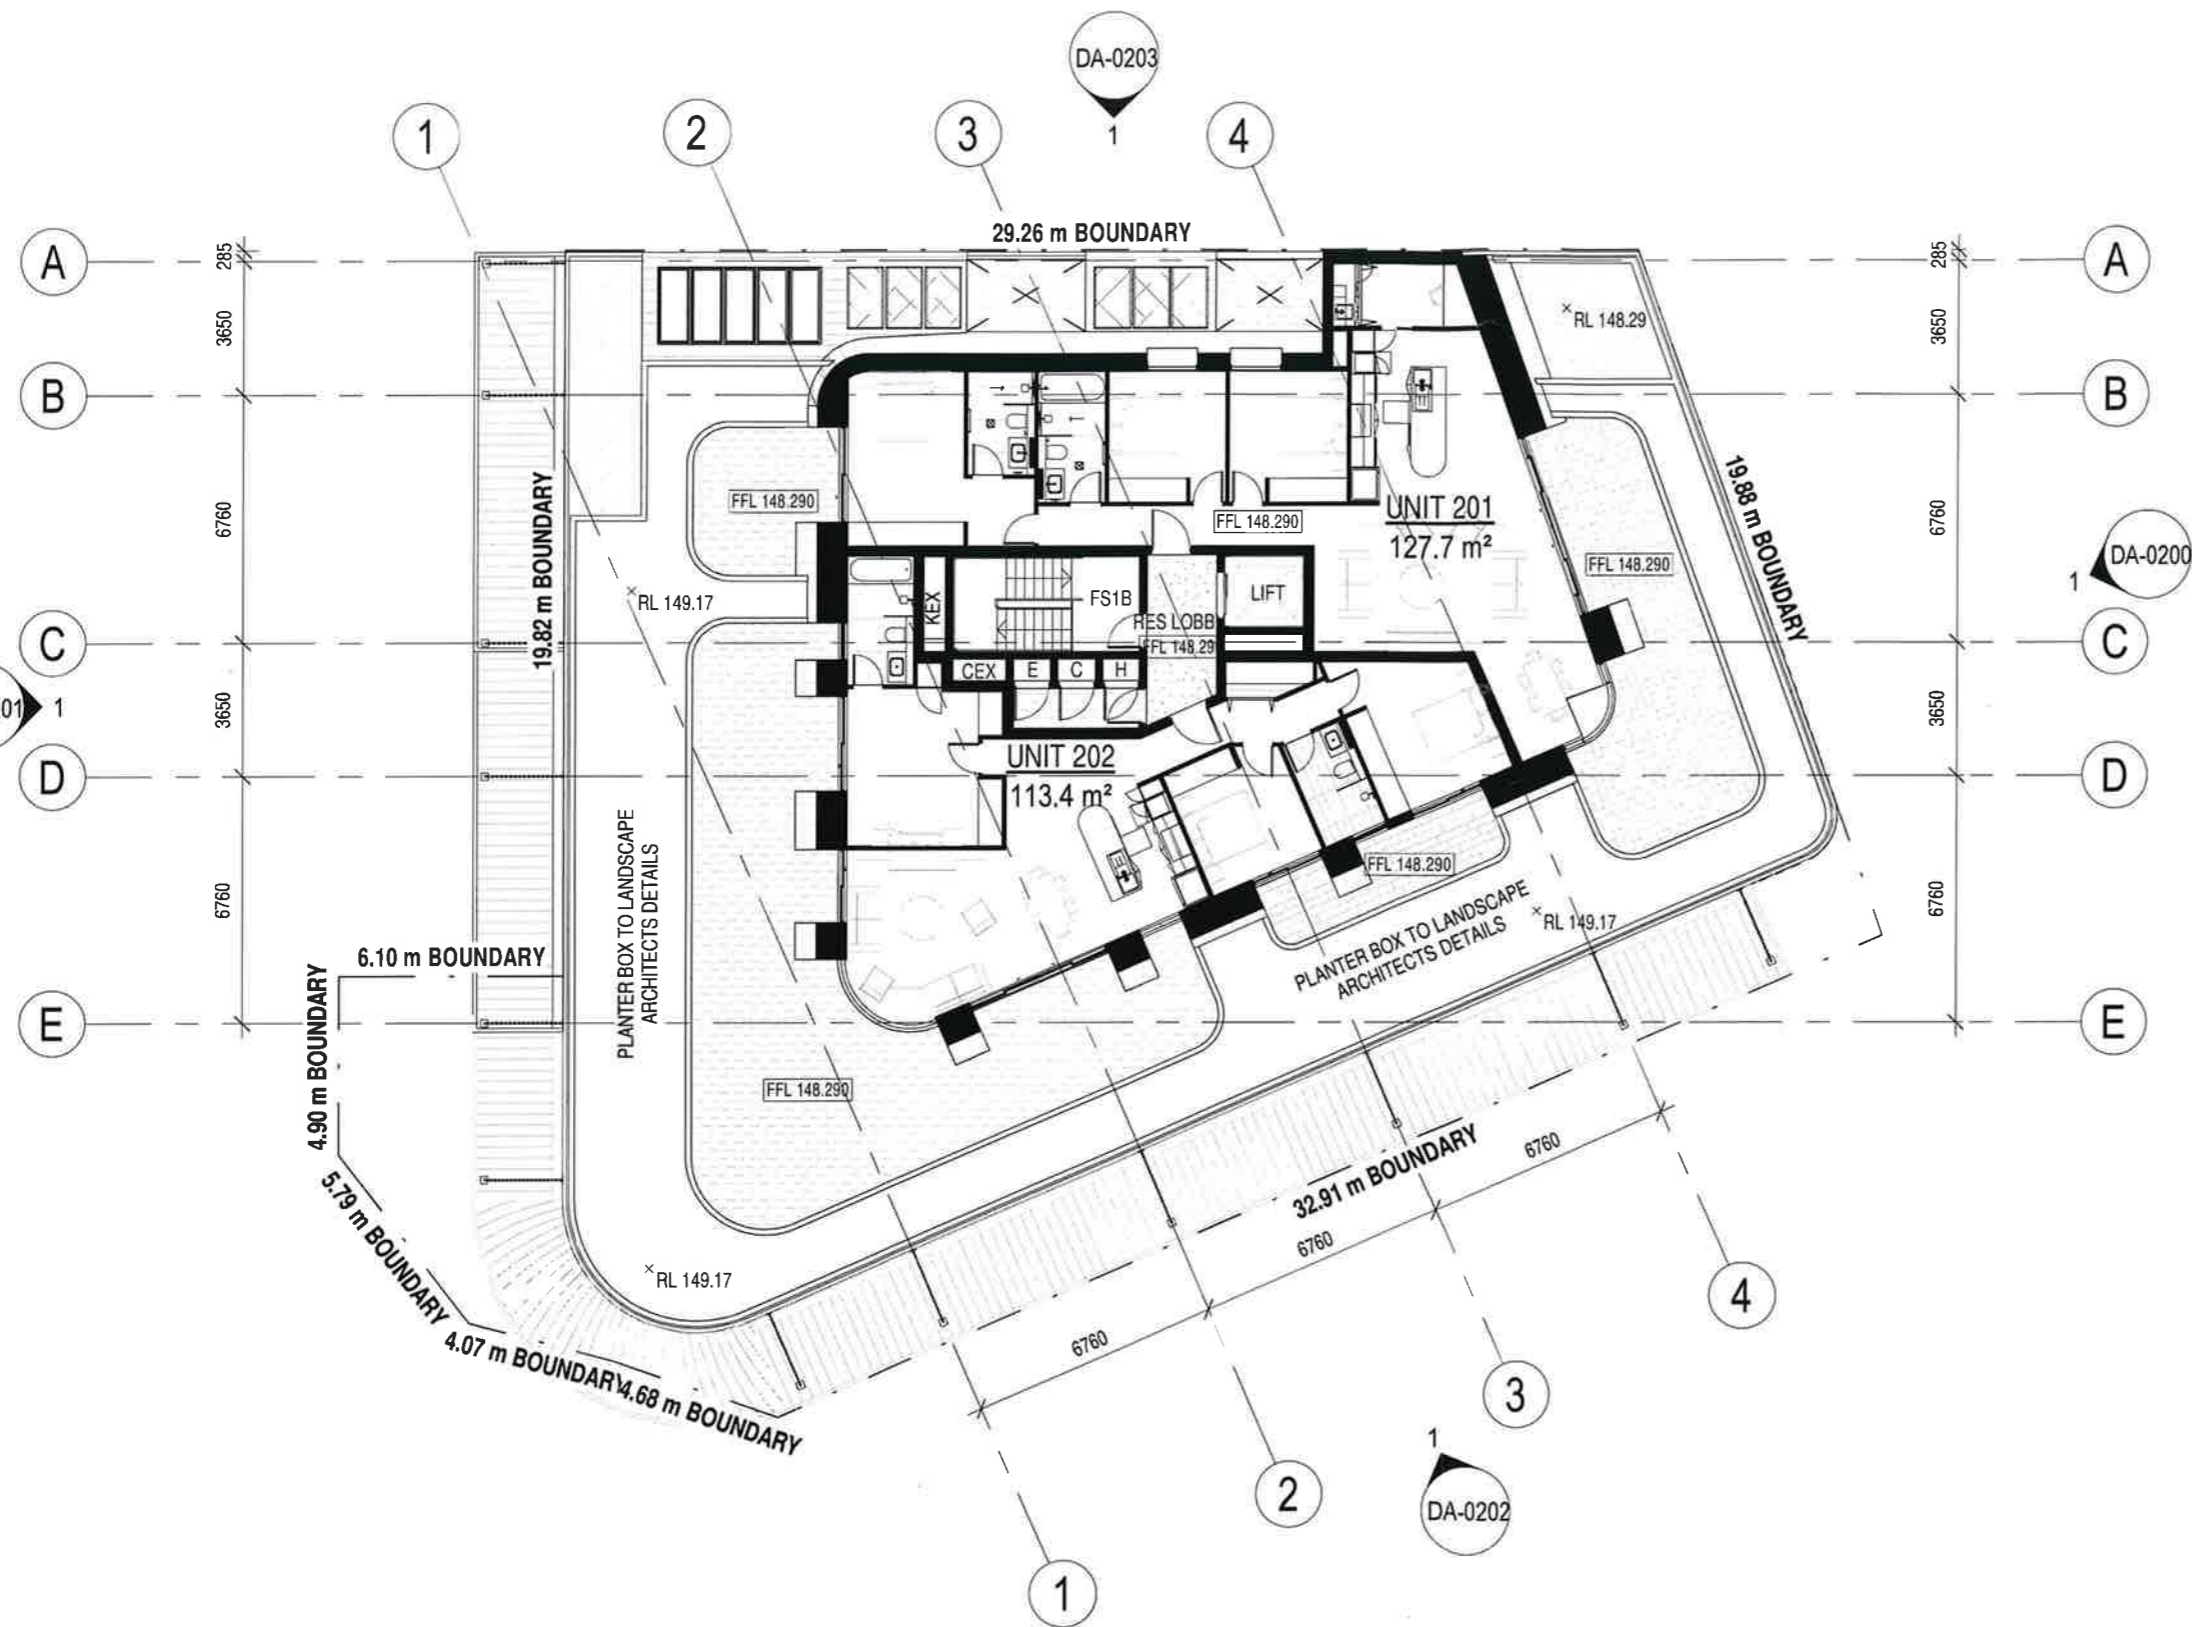 DA-0203
1
1
2
3
4
29.26 m BOUNDARY
A
285
285
A
3650
RL 148.29
3650
B
B
6760
19.82 m BOUNDARY
FFL 148.290
FFL 148.290
UNIT 201
127.7 m²
19.88 m BOUNDARY
6760
DA-0200
1
FFL 148.290
RL 149.17
KEX
FS1B
LIFT
RES LOBB
FFL 148.29
C
C
CEX
E
C
H
01
1
3650
3650
UNIT 202
113.4 m²
D
D
PLANTER BOX TO LANDSCAPE
ARCHITECTS DETAILS
FFL 148.290
6760
6760
PLANTER BOX TO LANDSCAPE
ARCHITECTS DETAILS
RL 149.17
6.10 m BOUNDARY
E
E
4.90 m BOUNDARY
FFL 148.290
5.79 m BOUNDARY
RL 149.17
4.07 m BOUNDARY
4.68 m BOUNDARY
32.91 m BOUNDARY
6760
6760
6760
4
3
2
1
1
DA-0202